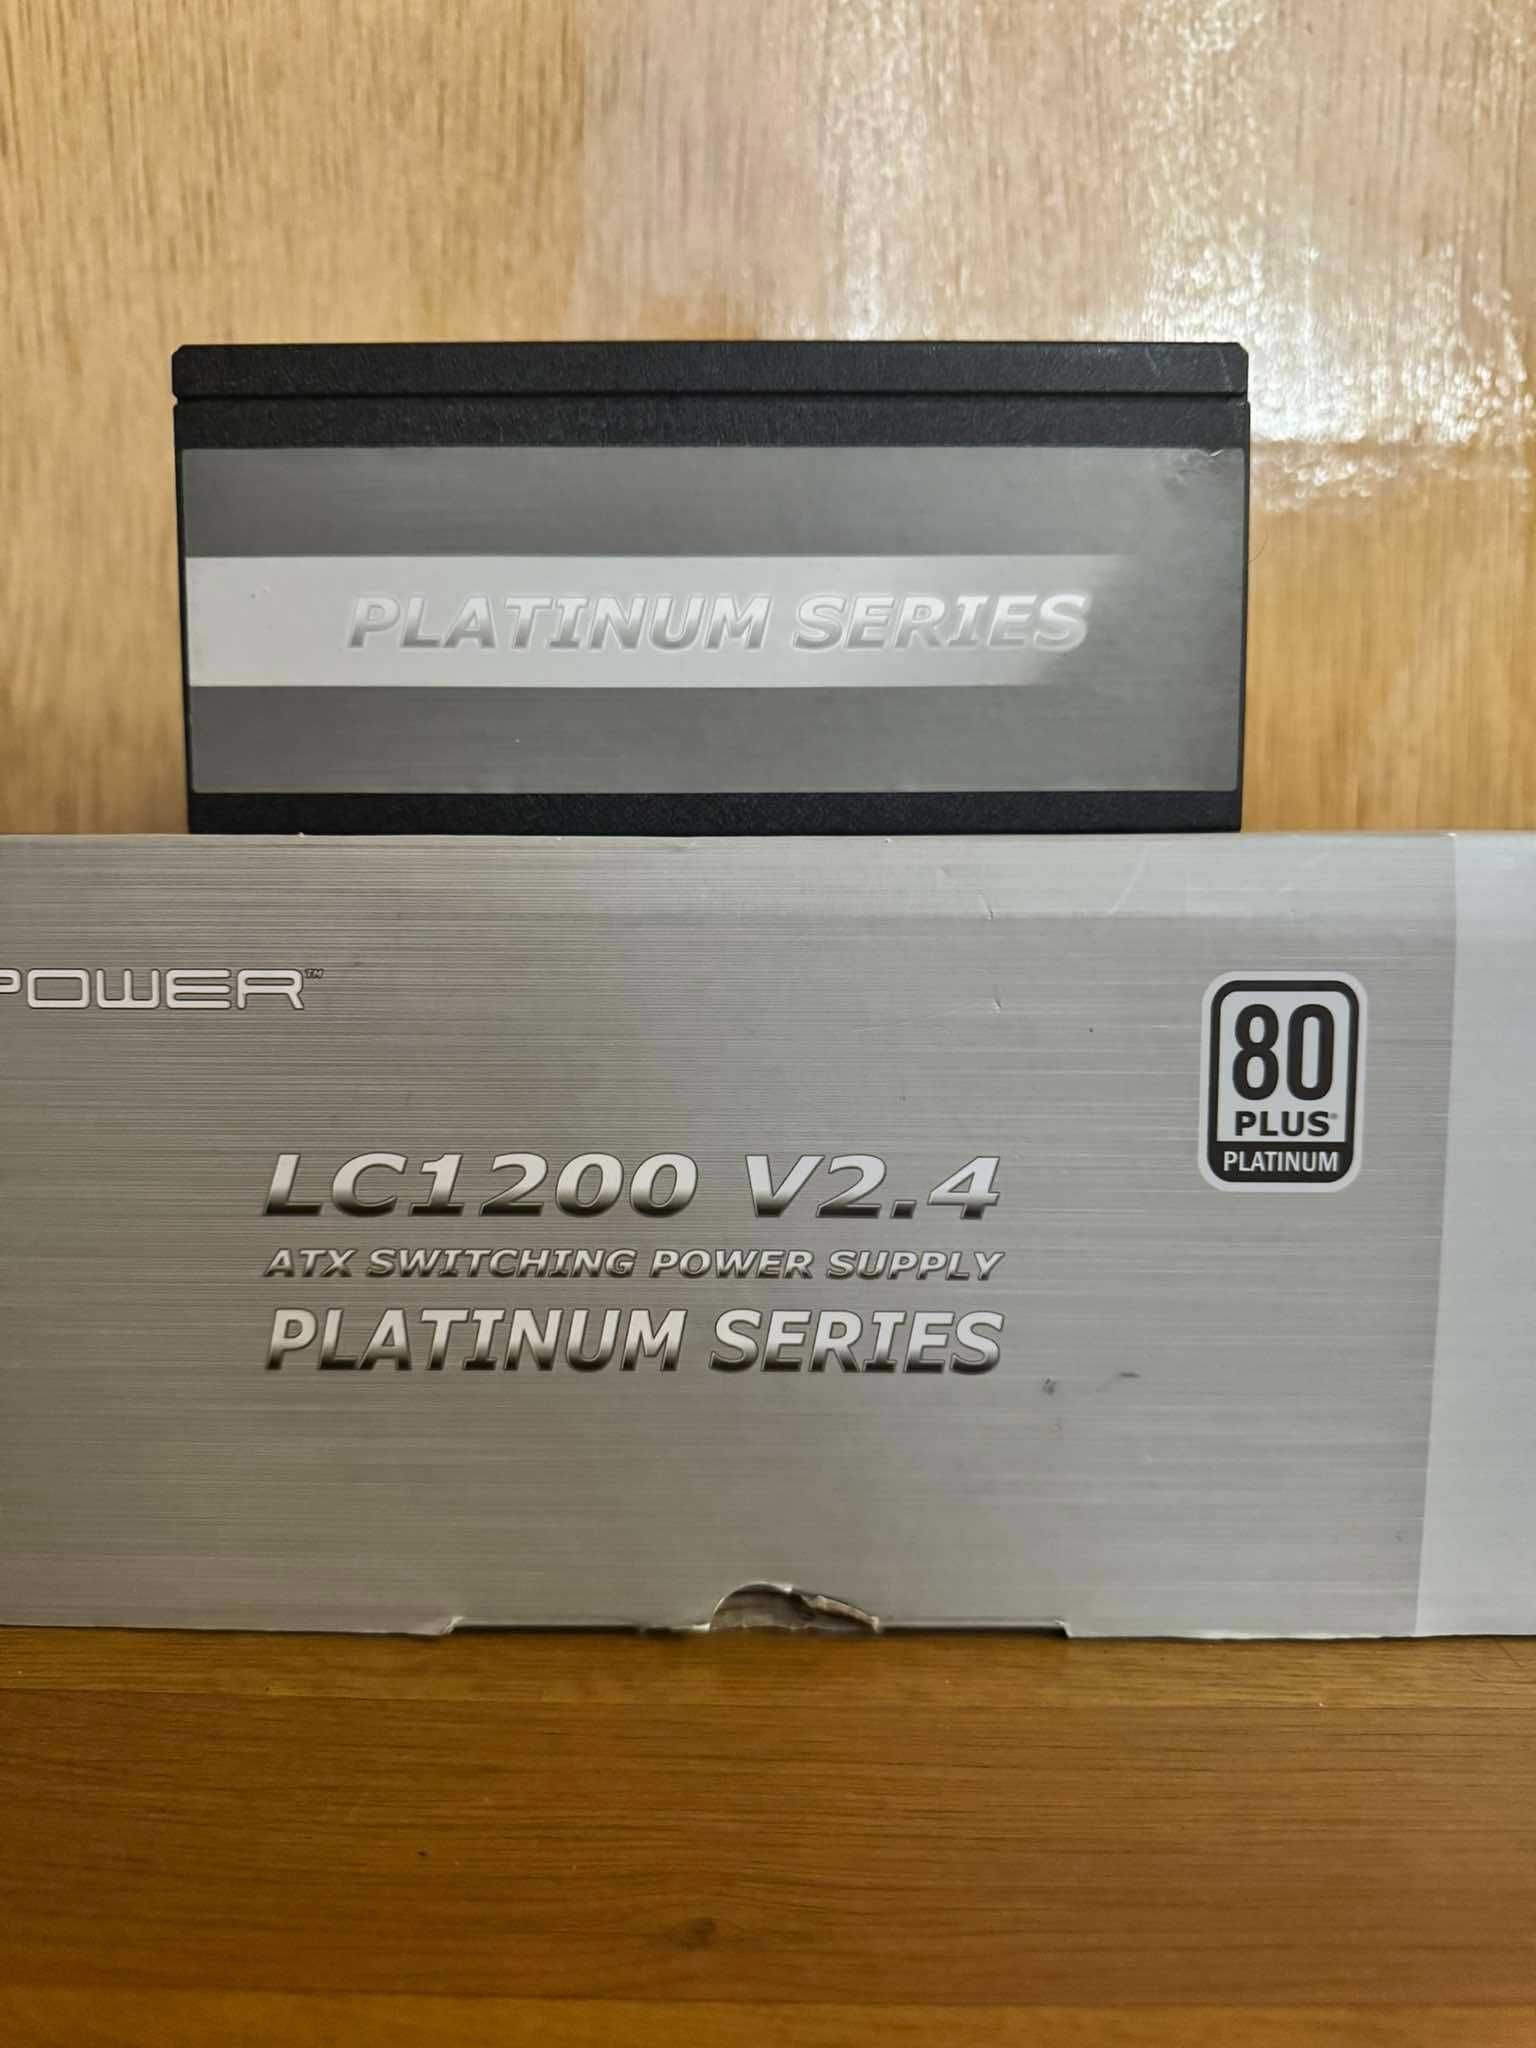 PLATINUM SERIES
POWER™
80
PLUS®
PLATINUM
LC1200 V2.4
ATX SWITCHING POWER SUPPLY
PLATINUM SERIES